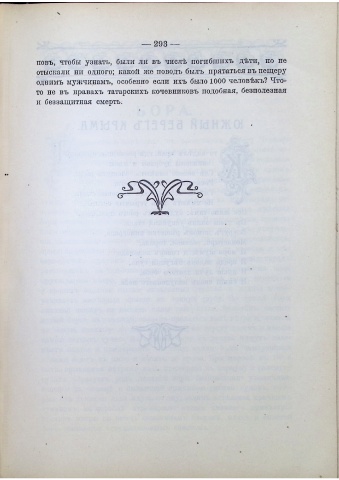 — 293 —
повъ, чтобы узнать, были ли въ числѣ погибшихъ дѣти, но не
отыскали ни одного; какой же поводъ былъ прятаться въ пещеру
однимъ мужчинамъ, особенно если ихъ было 1000 человѣкъ? Что-
то не въ нравахъ татарскихъ кочевниковъ подобная, безполезная
и беззащитная смерть.